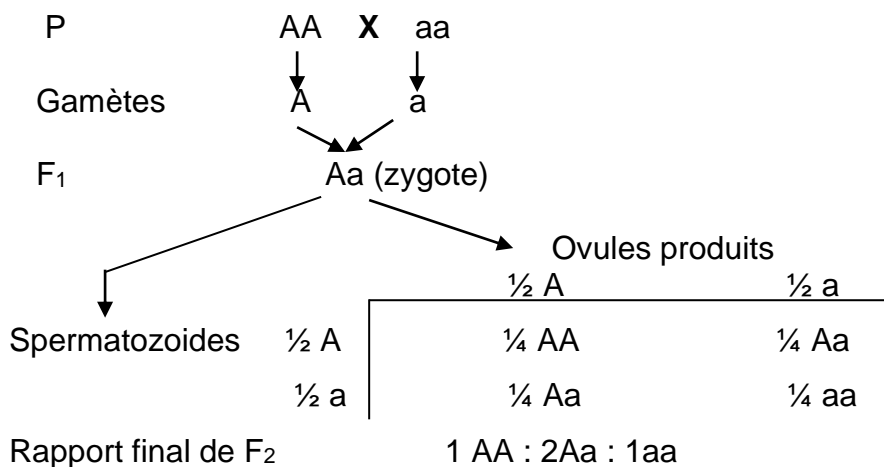 P AA X aa
Gamètes A a
F₁ Aa (zygote)
Ovules produits
½ A ½ a
Spermatozoides ½ A ¼ AA ¼ Aa
½ a ¼ Aa ¼ aa
Rapport final de F₂ 1 AA : 2Aa : 1aa